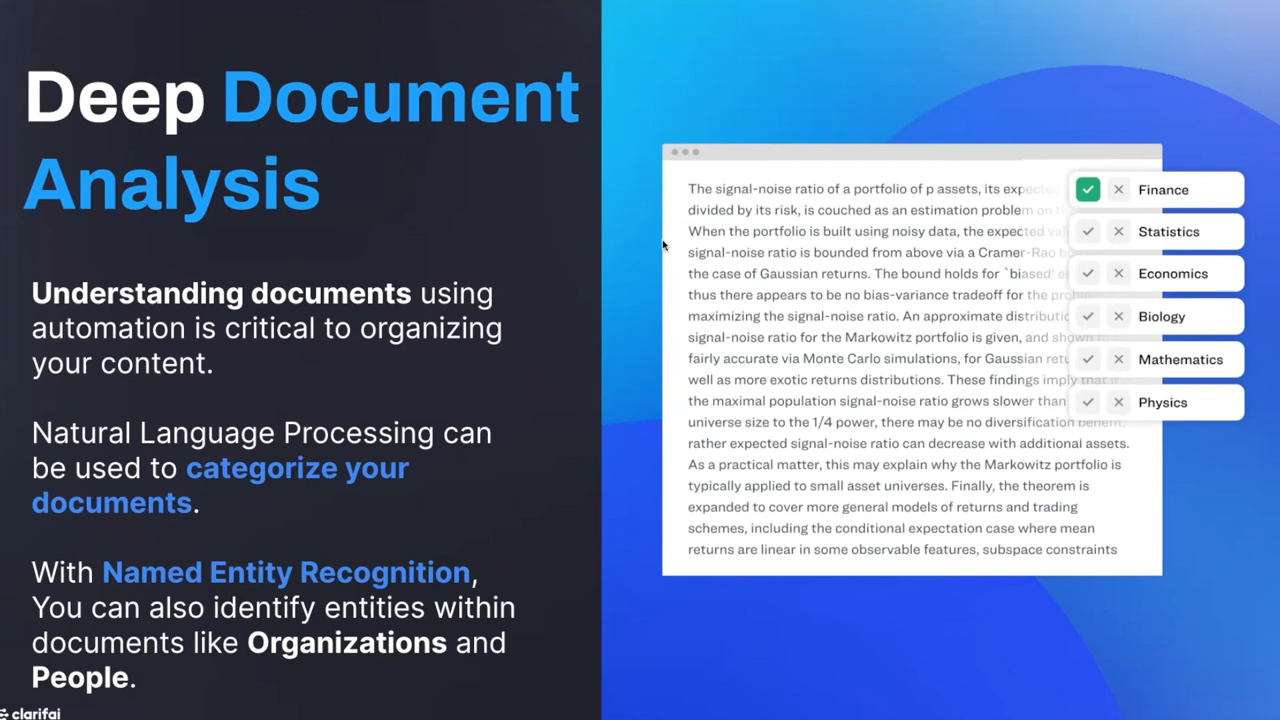 Deep Document
Analysis
Understanding documents using
automation is critical to organizing
your content.
Natural Language Processing can
be used to categorize your
documents.
With Named Entity Recognition,
You can also identify entities within
documents like Organizations and
People.
clarifai
The signal-noise ratio of a portfolio of p assets, its expected
divided by its risk, is couched as an estimation problem on
When the portfolio is built using noisy data, the expected
signal-noise ratio is bounded from above via a Cramer-Rao
the case of Gaussian returns. The bound holds for `biased'
thus there appears to be no bias-variance tradeoff for the
maximizing the signal-noise ratio. An approximate
signal-noise ratio for the Markowitz portfolio is given, and shown
fairly accurate via Monte Carlo simulations, for Gaussian
well as more exotic returns distributions. These findings imply that
the maximal population signal-noise ratio grows slower than
universe size to the 1/4 power, there may be no diversification benefit,
rather expected signal-noise ratio can decrease with additional assets.
As a practical matter, this may explain why the Markowitz portfolio is
typically applied to small asset universes. Finally, the theorem is
expanded to cover more general models of returns and trading
schemes, including the conditional expectation case where mean
returns are linear in some observable features, subspace constraints
Finance
Statistics
Economics
Biology
Mathematics
Physics